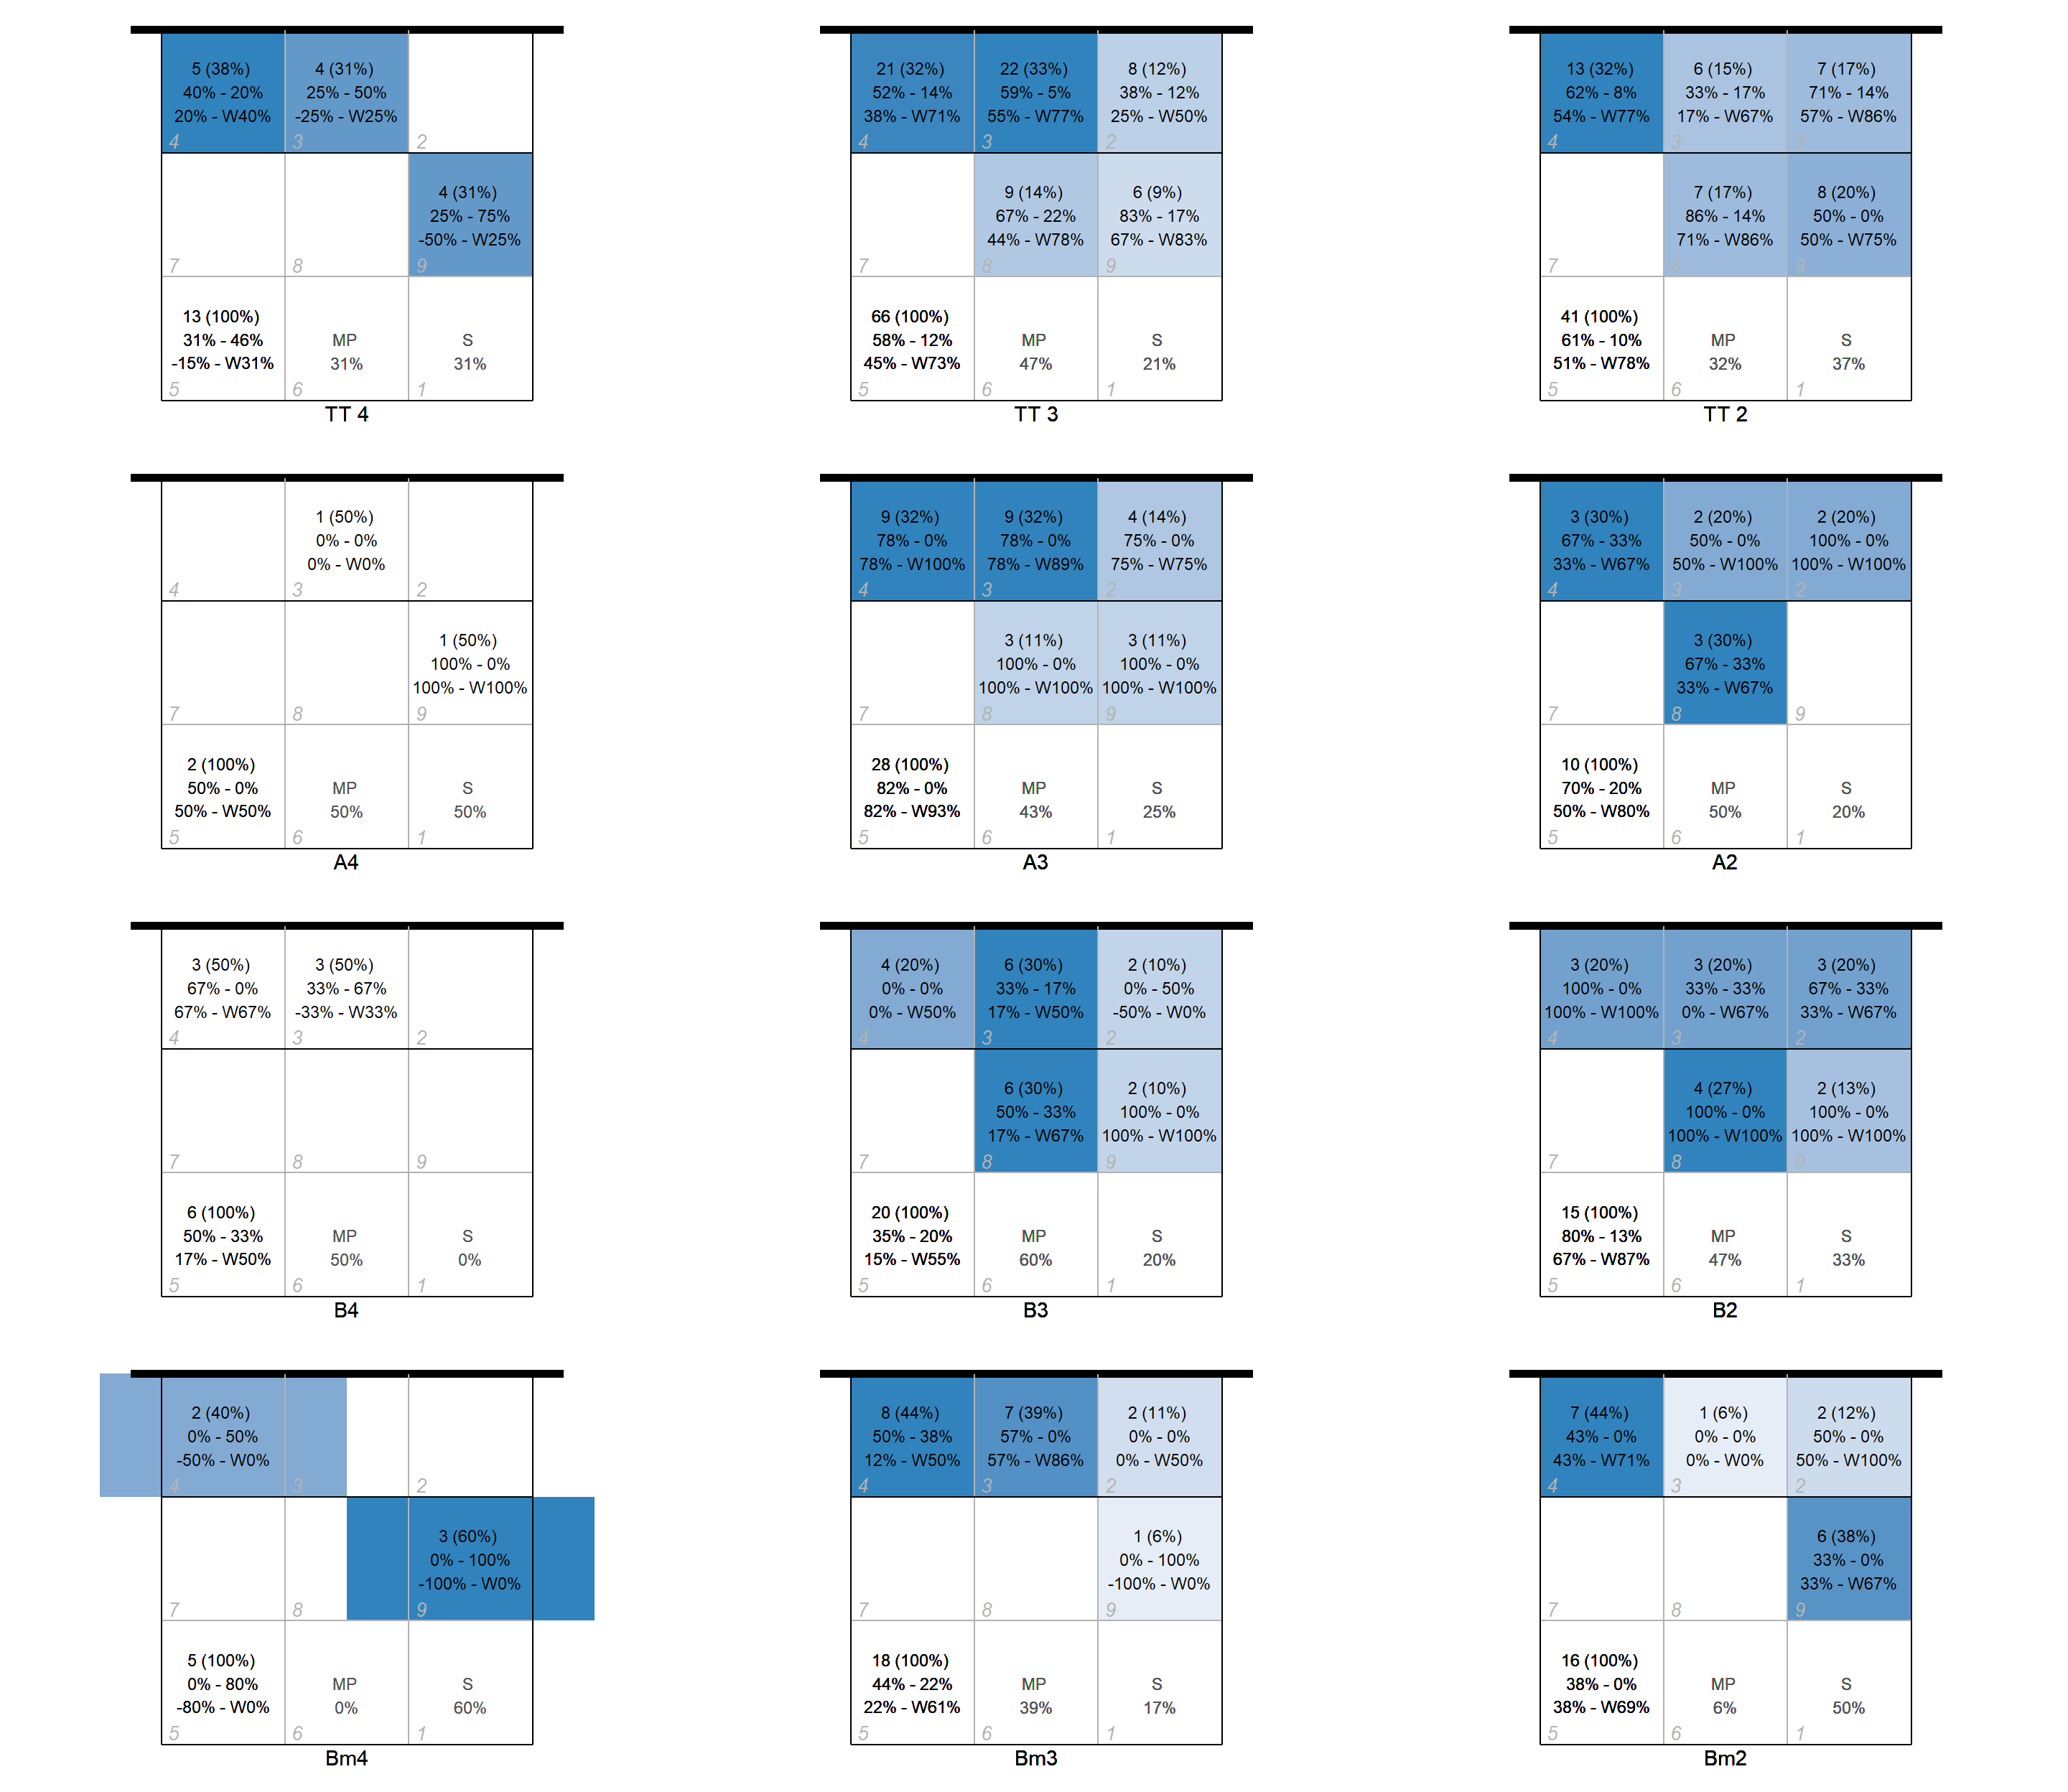 5 (38%)
40% - 20%
20% - W40%
4
4 (31%)
25% - 50%
-25% - W25%
3
2
7
8
4 (31%)
25% - 75%
-50% - W25%
9
13 (100%)
31% - 46%
-15% - W31%
5
MP
31%
6
S
31%
1
TT 4
21 (32%)
52% - 14%
38% - W71%
4
22 (33%)
59% - 5%
55% - W77%
3
8 (12%)
38% - 12%
25% - W50%
2
7
9 (14%)
67% - 22%
44% - W78%
8
6 (9%)
83% - 17%
67% - W83%
9
66 (100%)
58% - 12%
45% - W73%
5
MP
47%
6
S
21%
1
TT 3
13 (32%)
62% - 8%
54% - W77%
4
6 (15%)
33% - 17%
17% - W67%
3
7 (17%)
71% - 14%
57% - W86%
2
7
7 (17%)
86% - 14%
71% - W86%
8
8 (20%)
50% - 0%
50% - W75%
9
41 (100%)
61% - 10%
51% - W78%
5
MP
32%
6
S
37%
1
TT 2
4
1 (50%)
0% - 0%
0% - W0%
3
2
7
8
1 (50%)
100% - 0%
100% - W100%
9
2 (100%)
50% - 0%
50% - W50%
5
MP
50%
6
S
50%
1
A4
9 (32%)
78% - 0%
78% - W100%
4
9 (32%)
78% - 0%
78% - W89%
3
4 (14%)
75% - 0%
75% - W75%
2
7
3 (11%)
100% - 0%
100% - W100%
8
3 (11%)
100% - 0%
100% - W100%
9
28 (100%)
82% - 0%
82% - W93%
5
MP
43%
6
S
25%
1
A3
3 (30%)
67% - 33%
33% - W67%
4
2 (20%)
50% - 0%
50% - W100%
3
2 (20%)
100% - 0%
100% - W100%
2
7
3 (30%)
67% - 33%
33% - W67%
8
9
10 (100%)
70% - 20%
50% - W80%
5
MP
50%
6
S
20%
1
A2
3 (50%)
67% - 0%
67% - W67%
4
3 (50%)
33% - 67%
-33% - W33%
3
2
7
8
9
6 (100%)
50% - 33%
17% - W50%
5
MP
50%
6
S
0%
1
B4
4 (20%)
0% - 0%
0% - W50%
4
6 (30%)
33% - 17%
17% - W50%
3
2 (10%)
0% - 50%
-50% - W0%
2
7
6 (30%)
50% - 33%
17% - W67%
8
2 (10%)
100% - 0%
100% - W100%
9
20 (100%)
35% - 20%
15% - W55%
5
MP
60%
6
S
20%
1
B3
3 (20%)
100% - 0%
100% - W100%
4
3 (20%)
33% - 33%
0% - W67%
3
3 (20%)
67% - 33%
33% - W67%
2
7
4 (27%)
100% - 0%
100% - W100%
8
2 (13%)
100% - 0%
100% - W100%
9
15 (100%)
80% - 13%
67% - W87%
5
MP
47%
6
S
33%
1
B2
2 (40%)
0% - 50%
-50% - W0%
4
3
2
7
8
3 (60%)
0% - 100%
-100% - W0%
9
5 (100%)
0% - 80%
-80% - W0%
5
MP
0%
6
S
60%
1
Bm4
8 (44%)
50% - 38%
12% - W50%
4
7 (39%)
57% - 0%
57% - W86%
3
2 (11%)
0% - 0%
0% - W50%
2
7
8
1 (6%)
0% - 100%
-100% - W0%
9
18 (100%)
44% - 22%
22% - W61%
5
MP
39%
6
S
17%
1
Bm3
7 (44%)
43% - 0%
43% - W71%
4
1 (6%)
0% - 0%
0% - W0%
3
2 (12%)
50% - 0%
50% - W100%
2
7
8
6 (38%)
33% - 0%
33% - W67%
9
16 (100%)
38% - 0%
38% - W69%
5
MP
6%
6
S
50%
1
Bm2